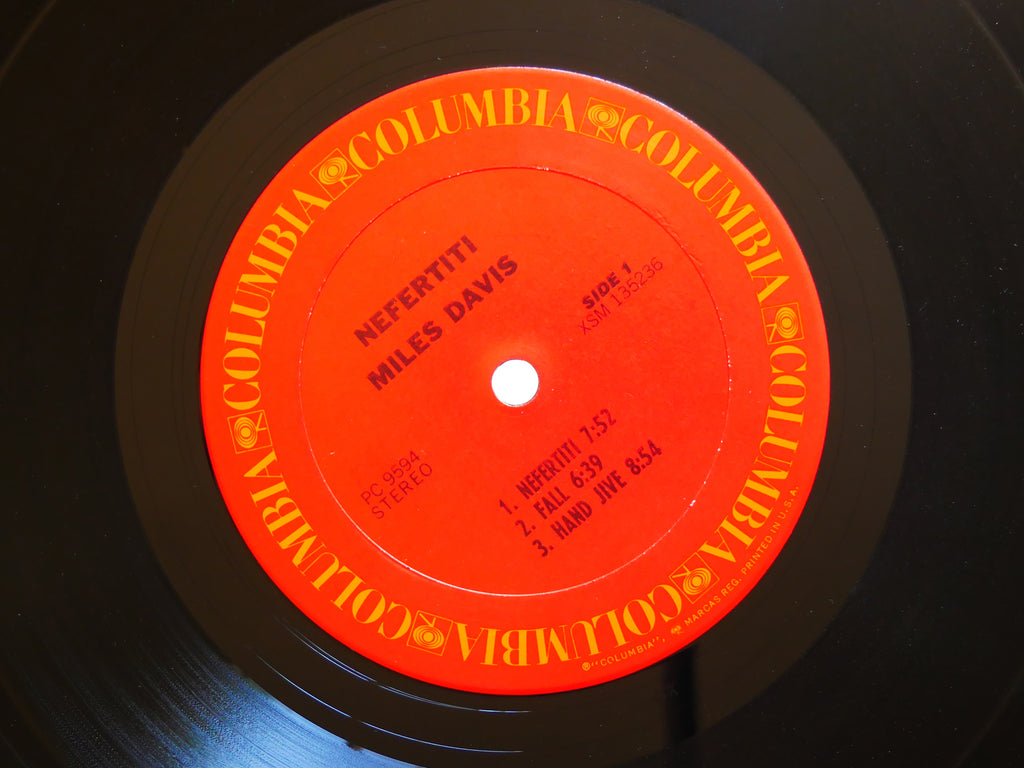 COLUMBIA COLUMBIA COLUMBIA COLUMBIA COLUMBIA COLUMBIA
NEFERTITI
MILES DAVIS
SIDE 1
XSM 135236
PC 9594
STEREO
1. NEFERTITI 7:52
2. FALL 6:39
3. HAND JIVE 8:54
®"COLUMBIA", MARCAS REG. PRINTED IN U.S.A.